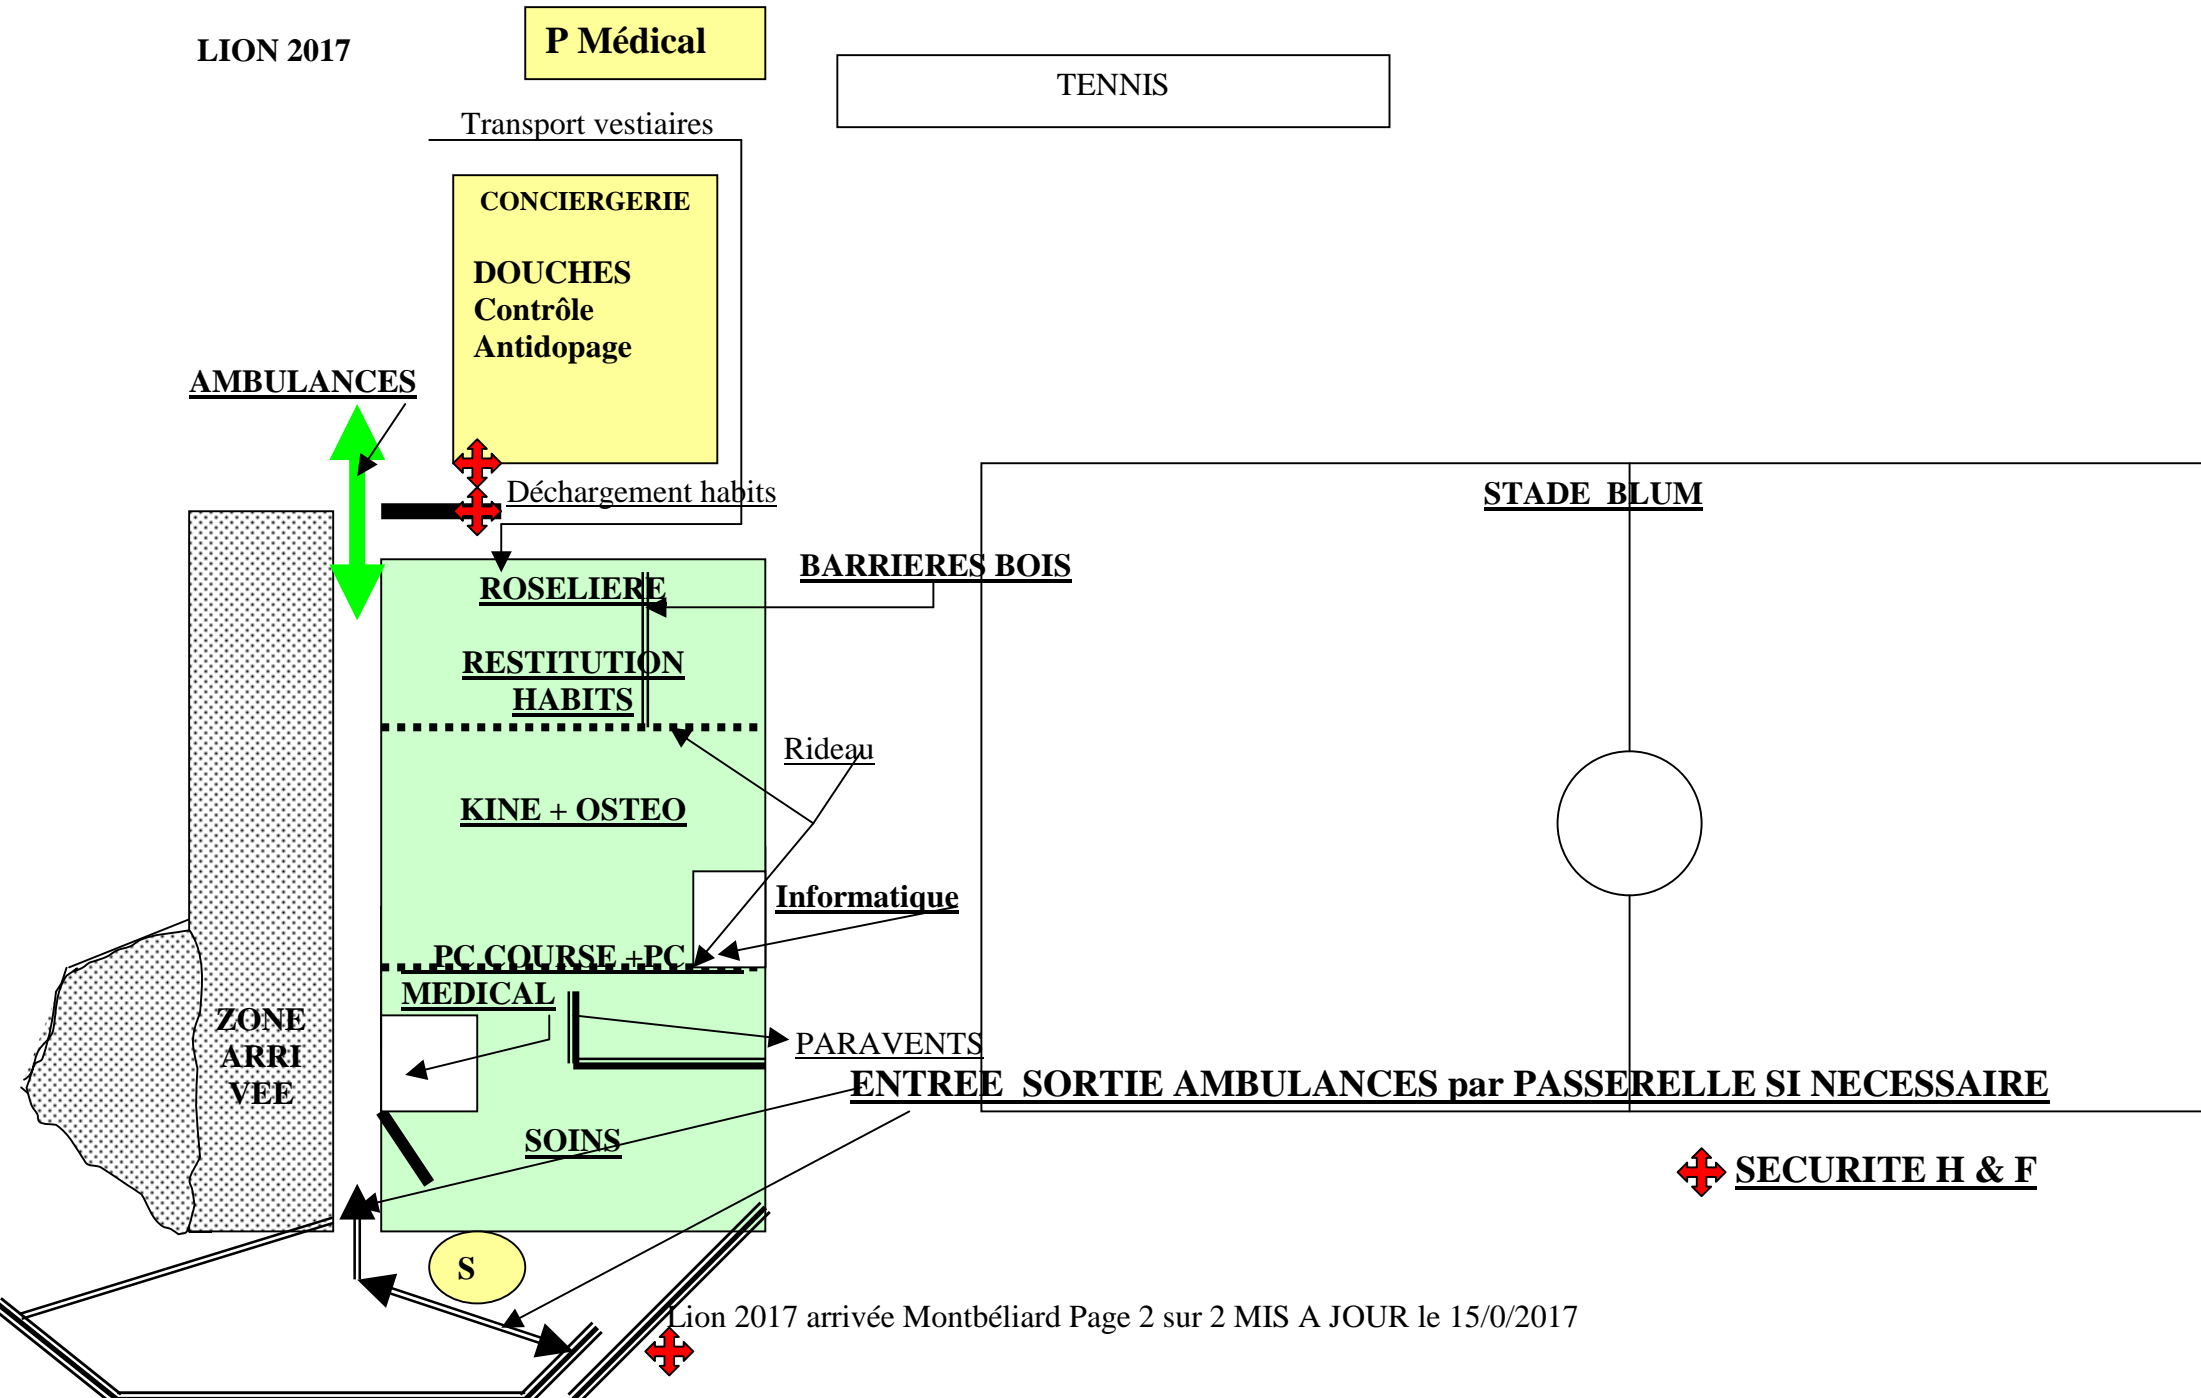 LION 2017
P Médical
TENNIS
Transport vestiaires
CONCIERGERIE
DOUCHES
Contrôle
Antidopage
AMBULANCES
Déchargement habits
STADE BLUM
BARRIERES BOIS
ROSELIERE
RESTITUTION
HABITS
Rideau
KINE + OSTEO
Informatique
PC COURSE +PC
MEDICAL
ZONE
ARRI
VEE
PARAVENTS
ENTREE SORTIE AMBULANCES par PASSERELLE SI NECESSAIRE
SOINS
SECURITE H & F
S
Lion 2017 arrivée Montbéliard Page 2 sur 2 MIS A JOUR le 15/0/2017